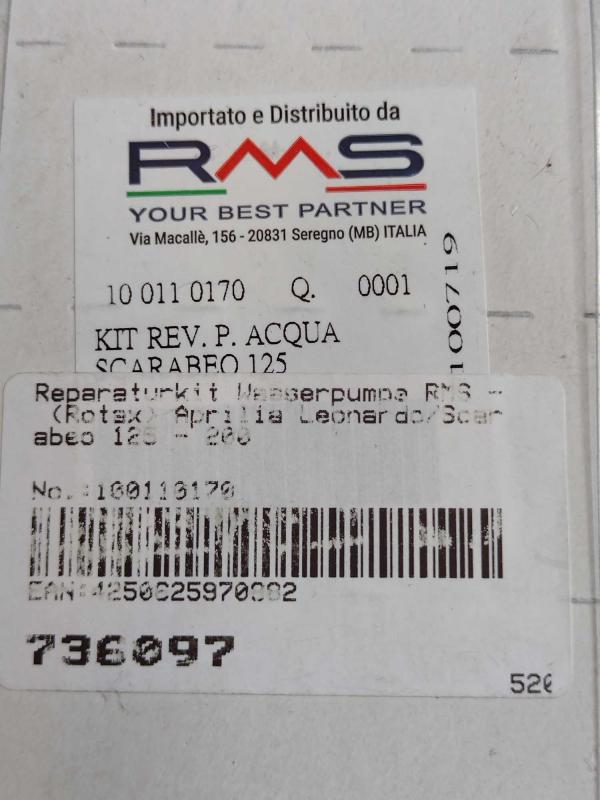 Importato e Distribuito da
RMS
YOUR BEST PARTNER
Via Macallè, 156 - 20831 Seregno (MB) ITALIA
10 011 0170 Q. 0001
100719
KIT REV. P. ACQUA
SCARABEO 125
Reparaturkit Wasserpumpe RMS -
(Rotax) Aprilia Leonardo/Scar
abeo 125 - 200
No.:100110170
EAN:4250625970982
736097
520